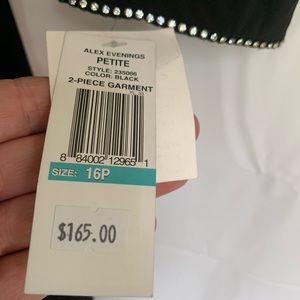 ALEX EVENINGS
PETITE
STYLE: 235066
COLOR: BLACK
2-PIECE GARMENT
8 84002 12965 1
SIZE: 16P
$165.00